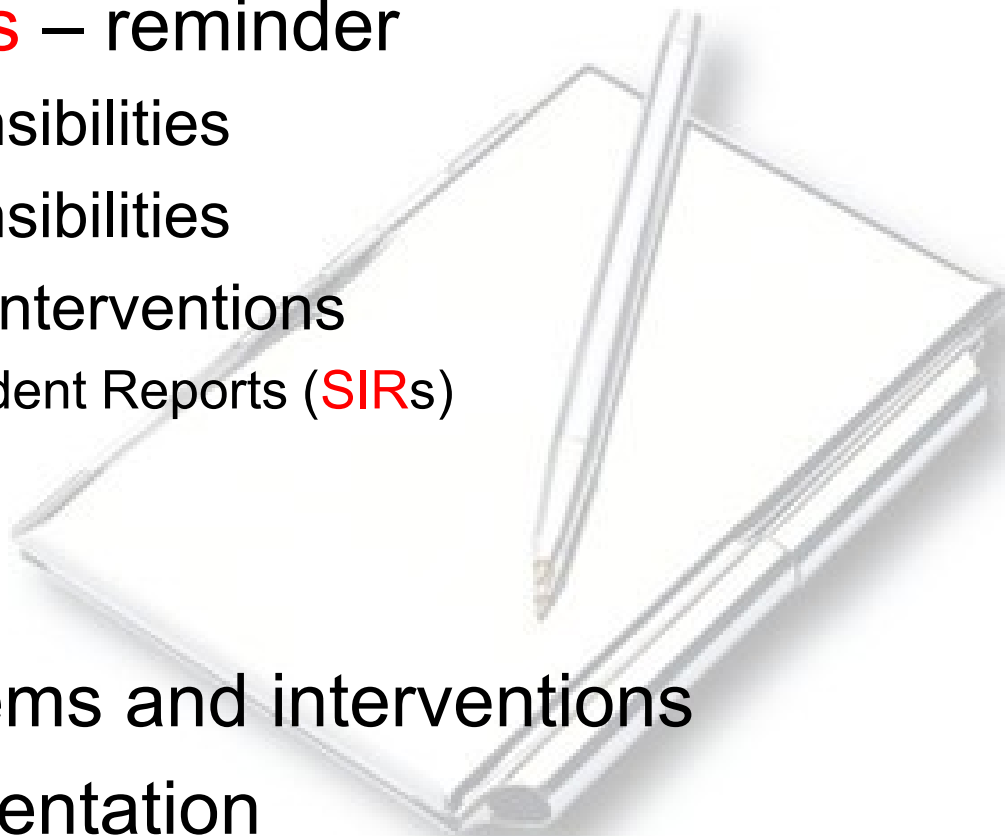 s – reminder
nsibilities
nsibilities
nterventions
dent Reports (SIRs)
ems and interventions
entation